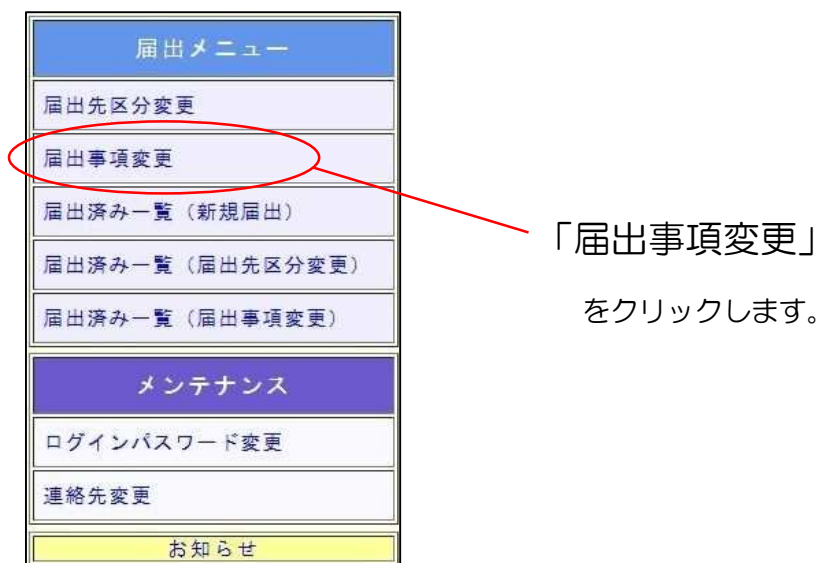 届出メニュー
届出先区分変更
届出事項変更
届出済み一覧（新規届出）
届出済み一覧（届出先区分変更）
届出済み一覧（届出事項変更）
メンテナンス
ログインパスワード変更
連絡先変更
お知らせ
「届出事項変更」
をクリックします。